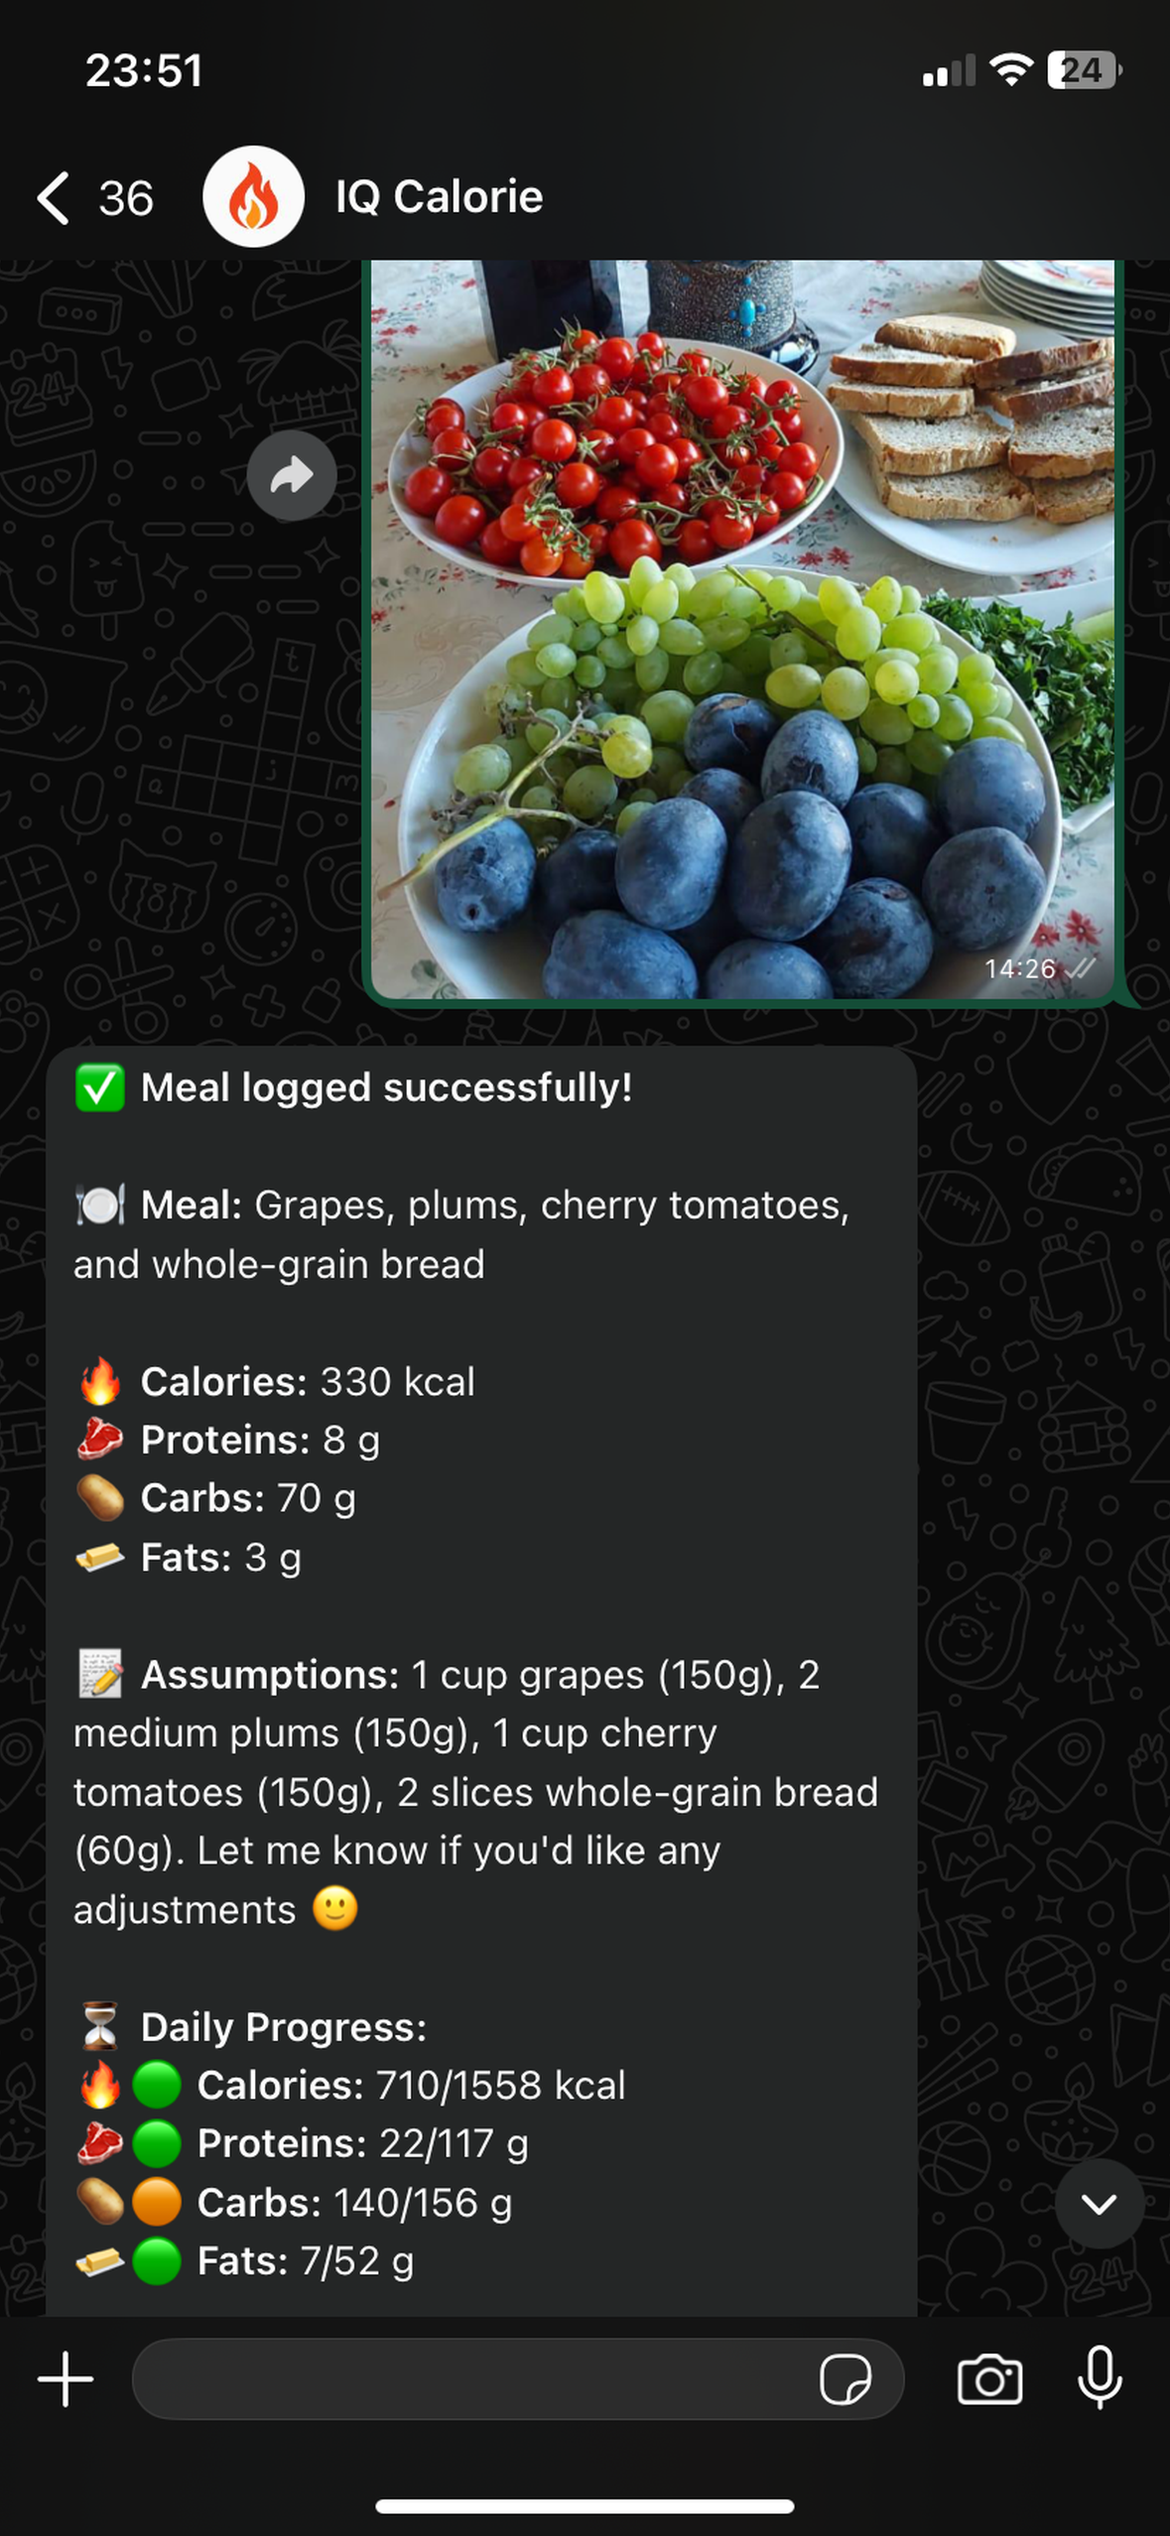 23:51
24
36
IQ Calorie
14:26
✅ Meal logged successfully!
🍽️ Meal: Grapes, plums, cherry tomatoes,
and whole-grain bread
🔥 Calories: 330 kcal
🥩 Proteins: 8 g
🥔 Carbs: 70 g
🧈 Fats: 3 g
📝 Assumptions: 1 cup grapes (150g), 2
medium plums (150g), 1 cup cherry
tomatoes (150g), 2 slices whole-grain bread
(60g). Let me know if you'd like any
adjustments 🙂
⏳ Daily Progress:
🔥🟢 Calories: 710/1558 kcal
🥩🟢 Proteins: 22/117 g
🥔🟠 Carbs: 140/156 g
🧈🟢 Fats: 7/52 g